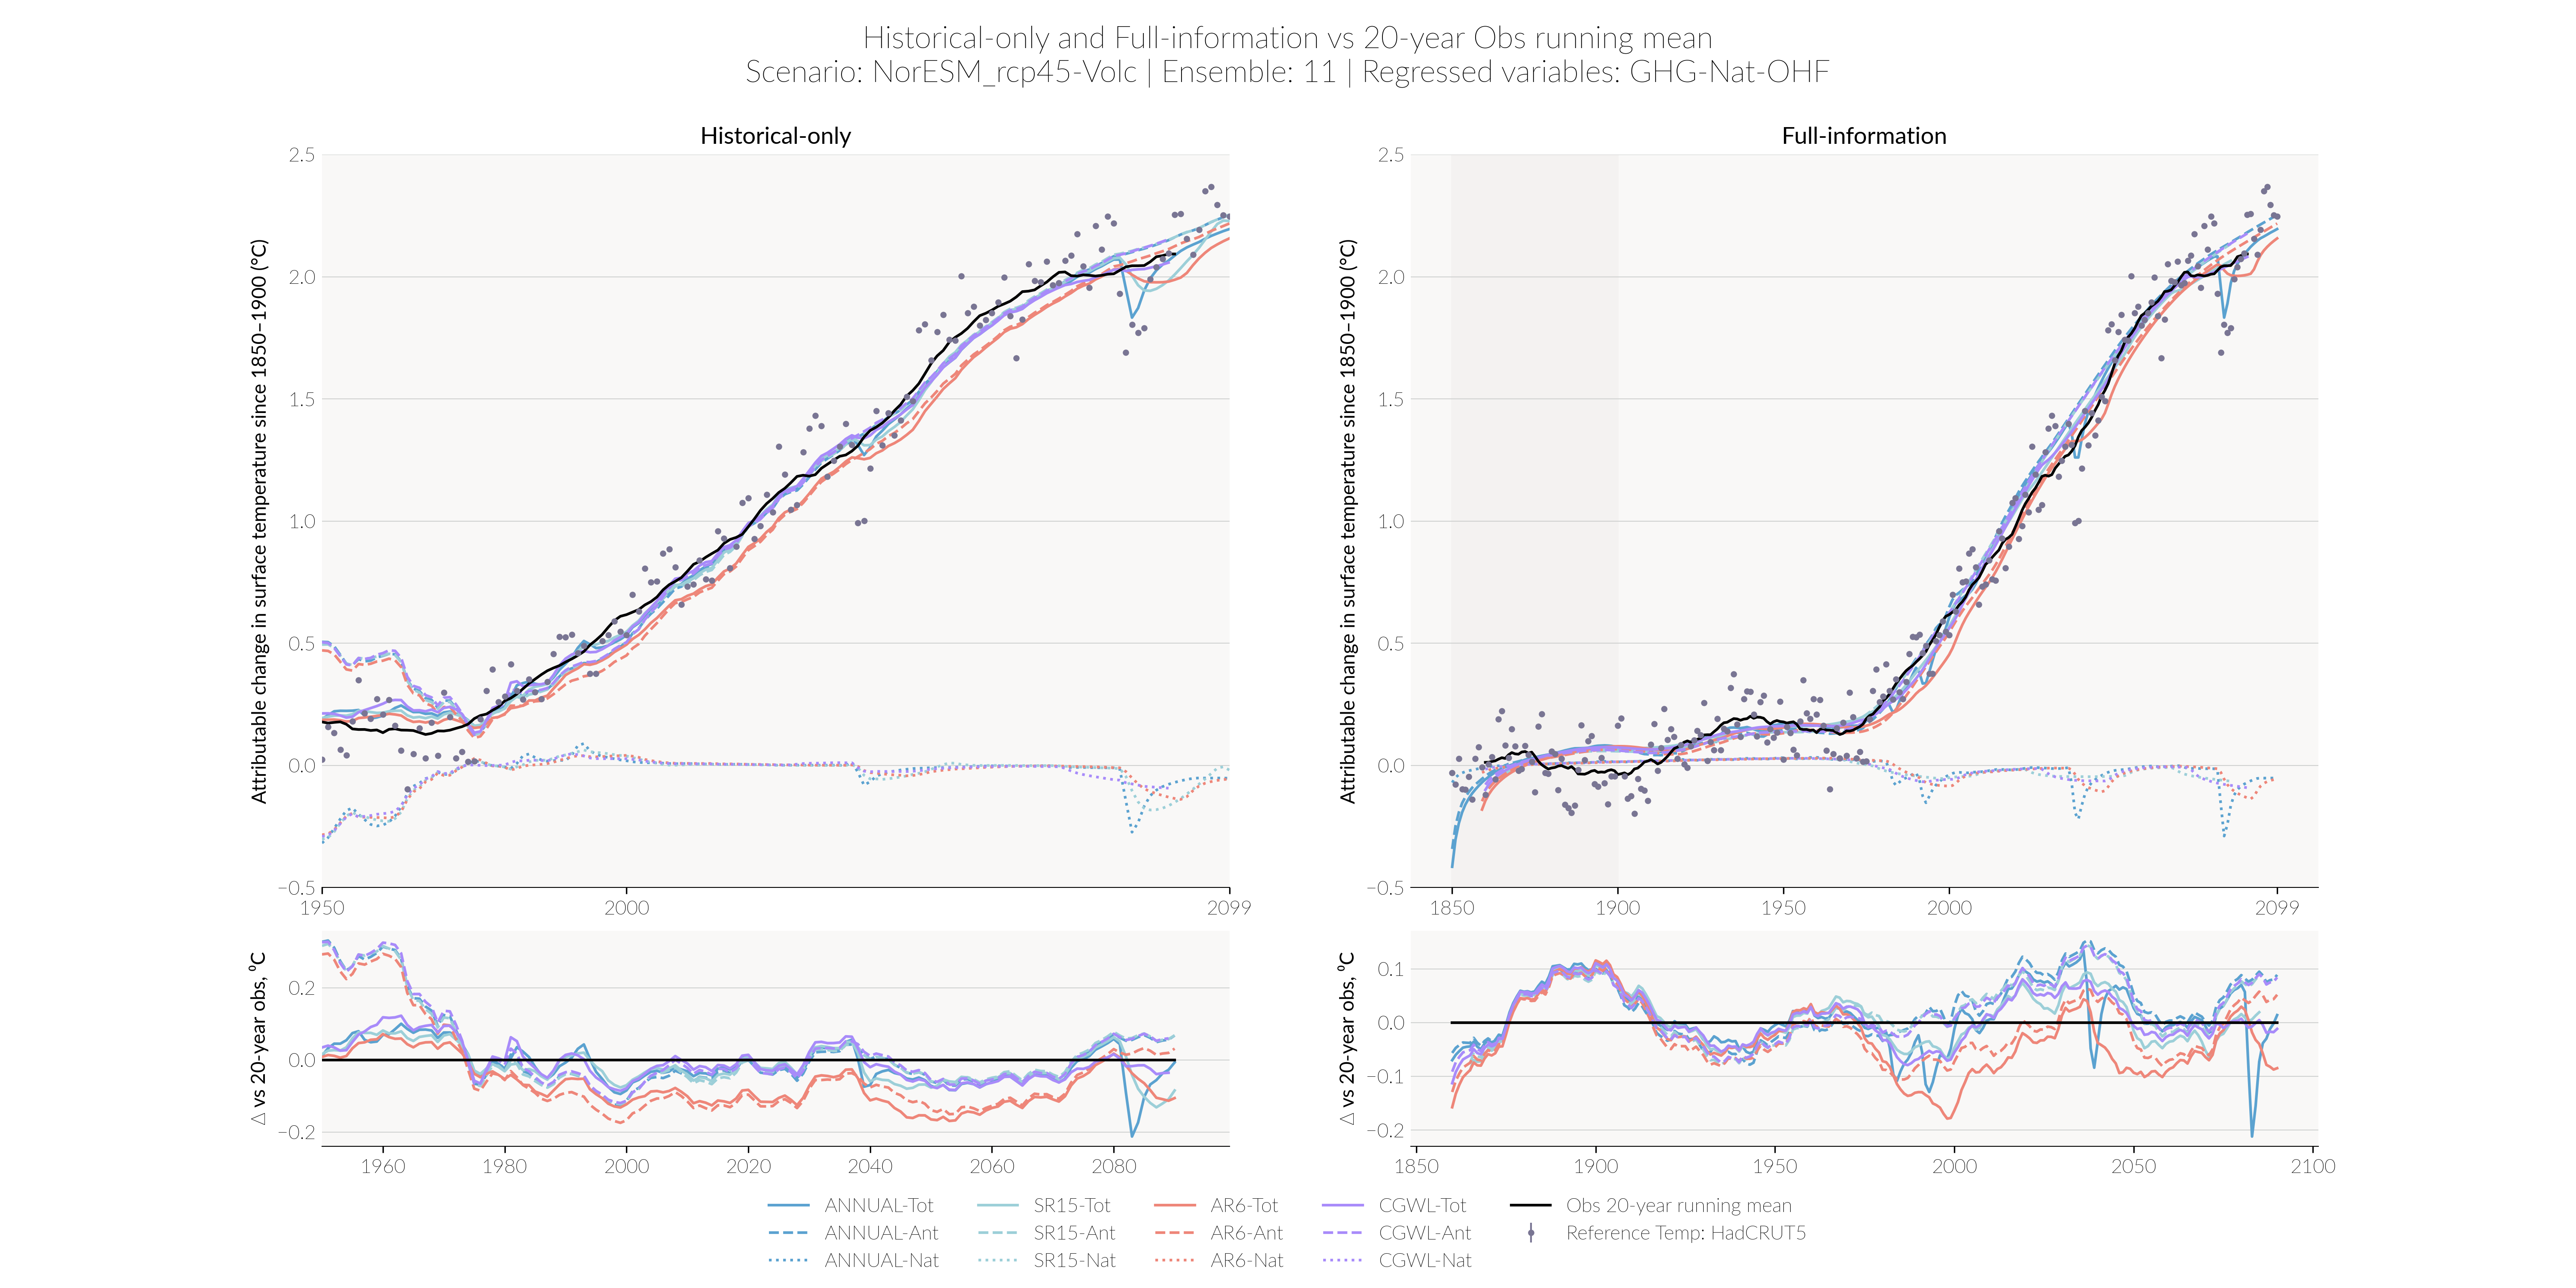 Historical-only and Full-information vs 20-year Obs running mean
Scenario: NorESM_rcp45-Volc | Ensemble: 11 | Regressed variables: GHG-Nat-OHF
Historical-only
Attributable change in surface temperature since 1850–1900 (°C)
2.5
2.0
1.5
1.0
0.5
0.0
−0.5
1950
2000
2099
Full-information
Attributable change in surface temperature since 1850–1900 (°C)
2.5
2.0
1.5
1.0
0.5
0.0
−0.5
1850
1900
1950
2000
2099
△ vs 20-year obs, ⁰C
0.2
0.0
−0.2
1960
1980
2000
2020
2040
2060
2080
△ vs 20-year obs, ⁰C
0.1
0.0
−0.1
−0.2
1850
1900
1950
2000
2050
2100
ANNUAL-Tot
ANNUAL-Ant
ANNUAL-Nat
SR15-Tot
SR15-Ant
SR15-Nat
AR6-Tot
AR6-Ant
AR6-Nat
CGWL-Tot
CGWL-Ant
CGWL-Nat
Obs 20-year running mean
Reference Temp: HadCRUT5